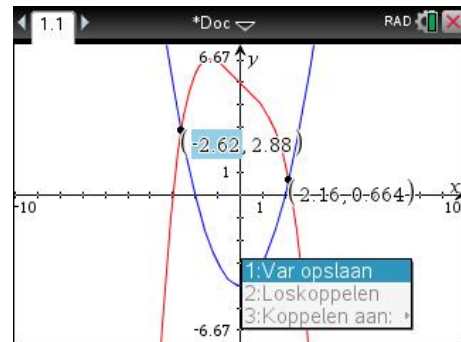 1.1 *Doc RAD
6.67 y
(-2.62, 2.88)
1
(2.16, 0.664)
x
-10 1 10
1:Var opslaan
2:Loskoppelen
3:Koppelen aan:
-6.67